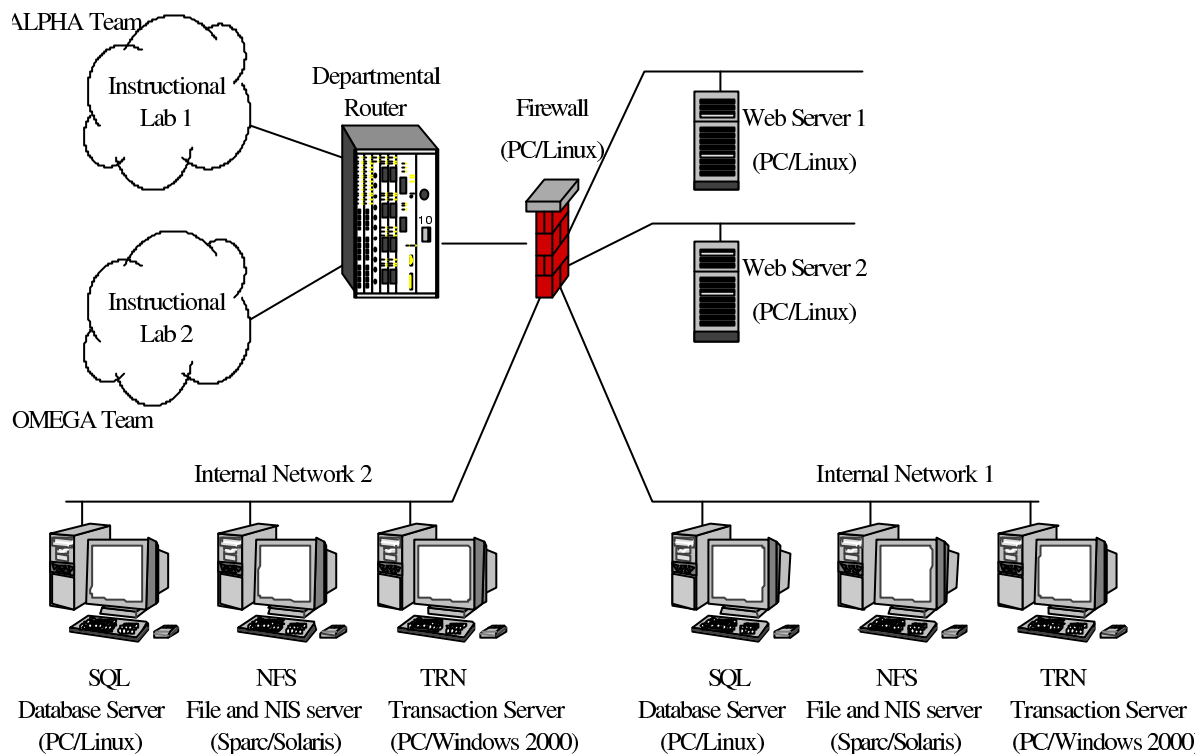 ALPHA Team
Instructional
Lab 1
Departmental
Router
Firewall
(PC/Linux)
Web Server 1
(PC/Linux)
10
Instructional
Lab 2
Web Server 2
(PC/Linux)
OMEGA Team
Internal Network 2
Internal Network 1
SQL
Database Server
(PC/Linux)
NFS
File and NIS server
(Sparc/Solaris)
TRN
Transaction Server
(PC/Windows 2000)
SQL
Database Server
(PC/Linux)
NFS
File and NIS server
(Sparc/Solaris)
TRN
Transaction Server
(PC/Windows 2000)